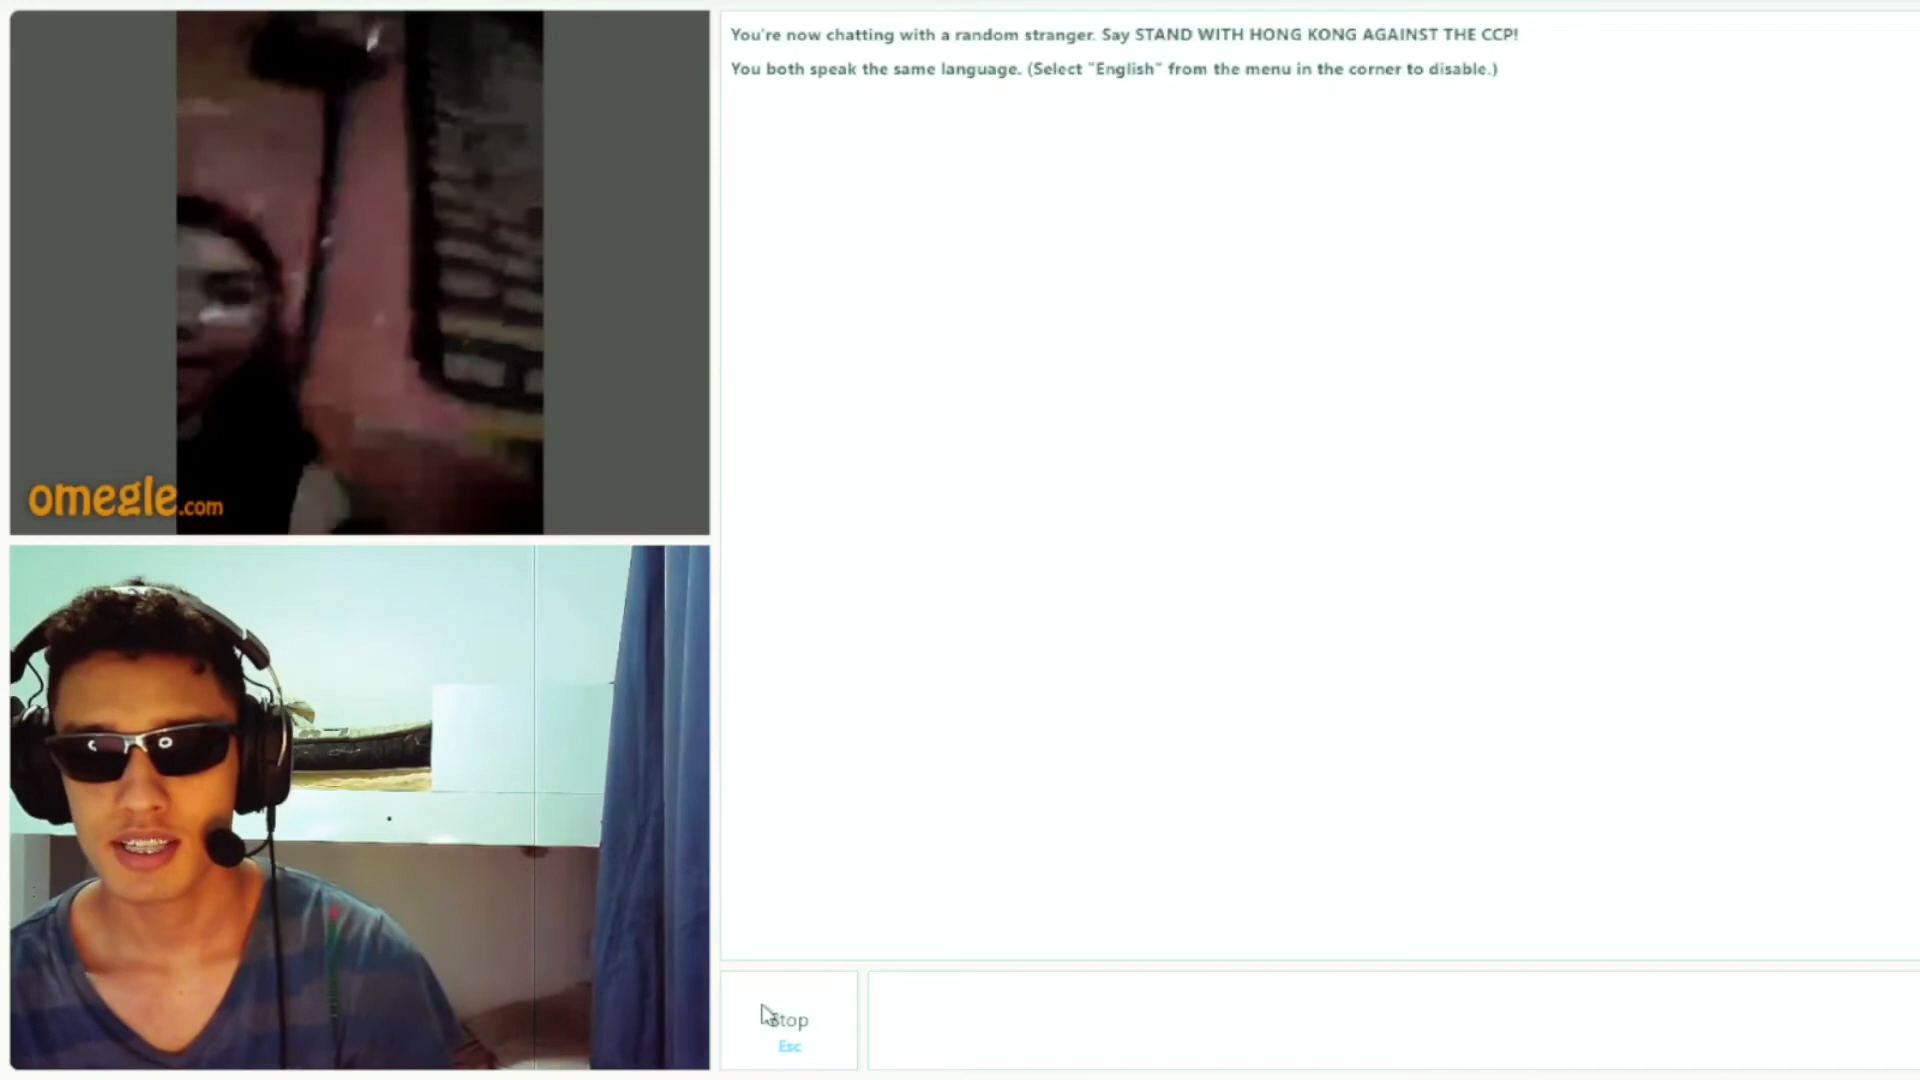 You're now chatting with a random stranger. Say STAND WITH HONG KONG AGAINST THE CCP!
You both speak the same language. (Select "English" from the menu in the corner to disable.)
omegle.com
Stop
Esc